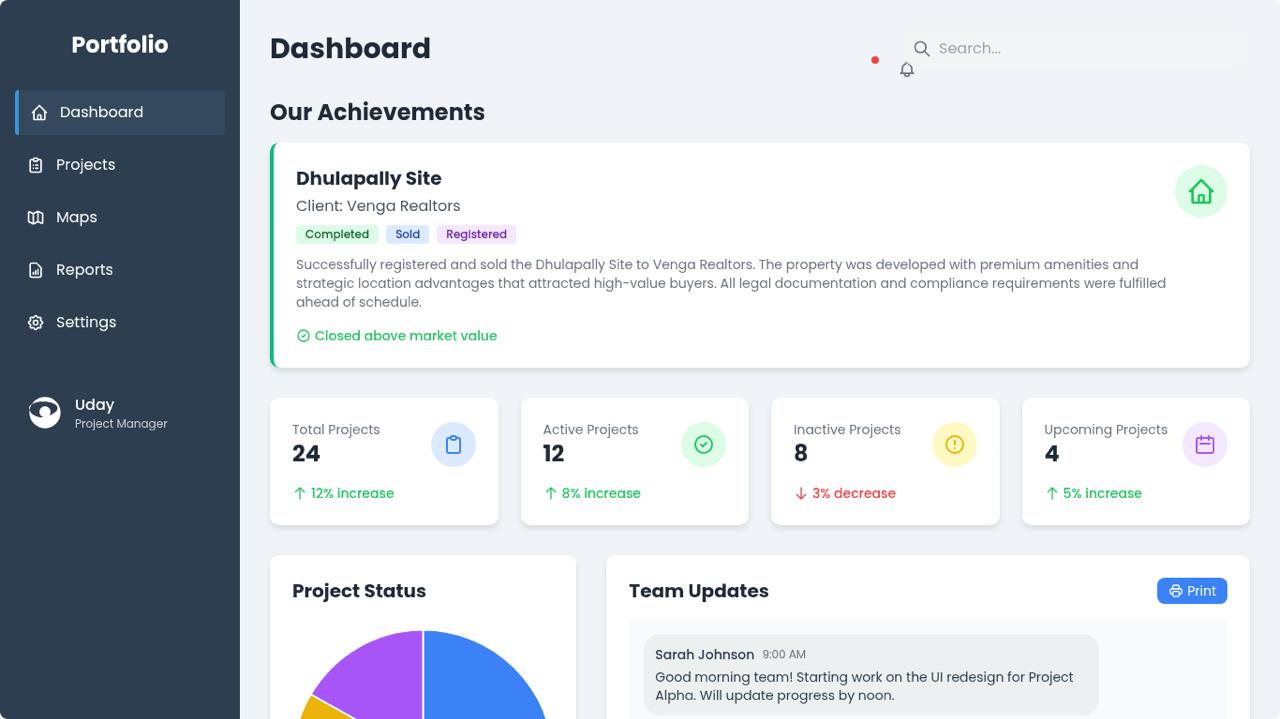 Portfolio
Dashboard
Projects
Maps
Reports
Settings
Uday
Project Manager
Dashboard
Search...
Our Achievements
Dhulapally Site
Client: Venga Realtors
Completed Sold Registered
Successfully registered and sold the Dhulapally Site to Venga Realtors. The property was developed with premium amenities and
strategic location advantages that attracted high-value buyers. All legal documentation and compliance requirements were fulfilled
ahead of schedule.
Closed above market value
Total Projects
24
12% increase
Active Projects
12
8% increase
Inactive Projects
8
3% decrease
Upcoming Projects
4
5% increase
Project Status
Team Updates
Print
Sarah Johnson 9:00 AM
Good morning team! Starting work on the UI redesign for Project
Alpha. Will update progress by noon.